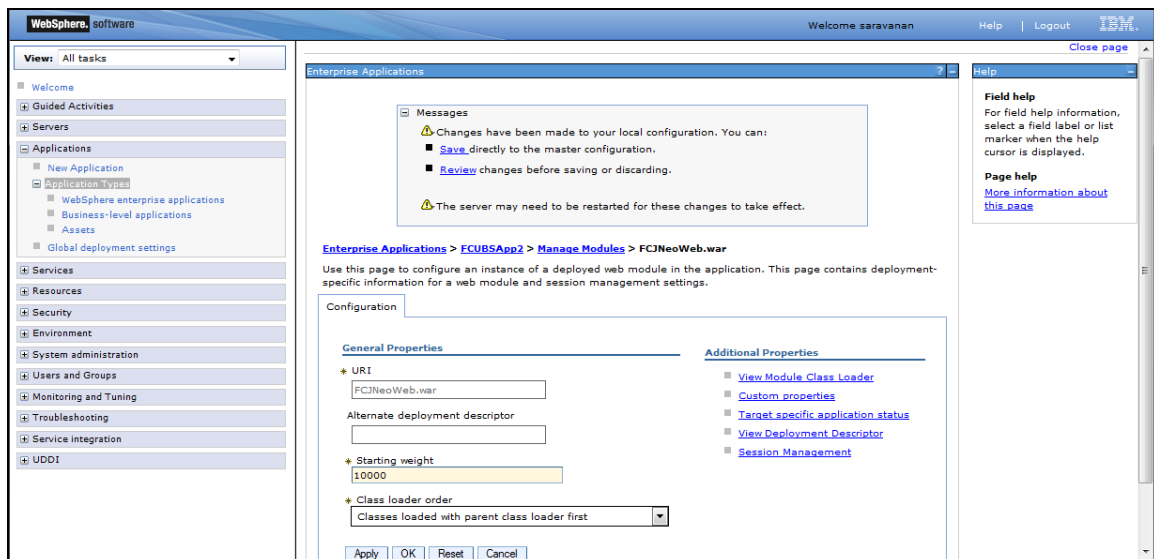 WebSphere. software
Welcome saravanan
Help | Logout
IBM.
View: All tasks
Welcome
Guided Activities
Servers
Applications
New Application
Application Types
WebSphere enterprise applications
Business-level applications
Assets
Global deployment settings
Services
Resources
Security
Environment
System administration
Users and Groups
Monitoring and Tuning
Troubleshooting
Service integration
UDDI
Close page
Enterprise Applications
? -
Messages
Changes have been made to your local configuration. You can:
Save directly to the master configuration.
Review changes before saving or discarding.
The server may need to be restarted for these changes to take effect.
Enterprise Applications > FCUBSApp2 > Manage Modules > FCJNeoWeb.war
Use this page to configure an instance of a deployed web module in the application. This page contains deployment-
specific information for a web module and session management settings.
Configuration
General Properties
* URI
FCJNeoWeb.war
Alternate deployment descriptor
* Starting weight
10000
* Class loader order
Classes loaded with parent class loader first
Apply OK Reset Cancel
Additional Properties
View Module Class Loader
Custom properties
Target specific application status
View Deployment Descriptor
Session Management
Help
Field help
For field help information,
select a field label or list
marker when the help
cursor is displayed.
Page help
More information about
this page